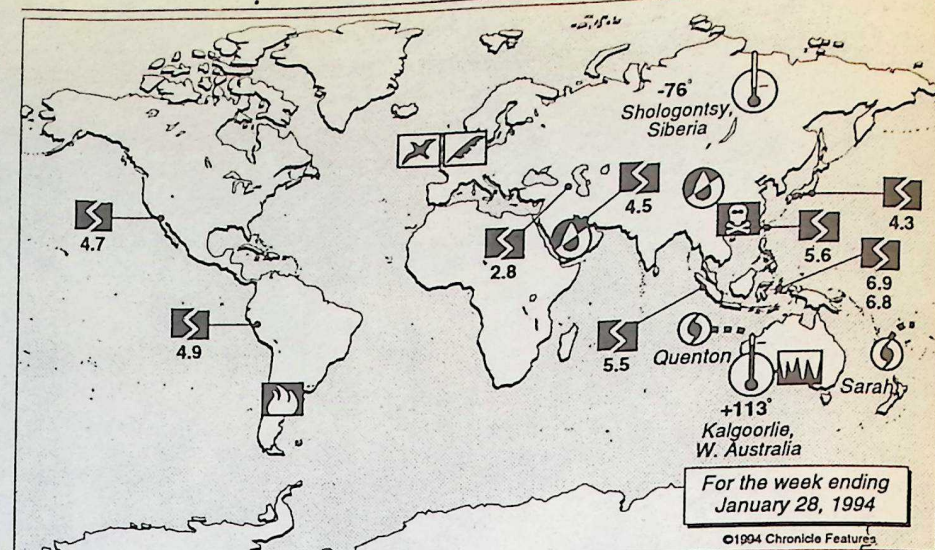 -76°
Shologontsy,
Siberia
4.7
4.5
2.8
4.3
5.6
6.9
6.8
4.9
5.5
Quenton
Sarah
+113°
Kalgoorlie,
W. Australia
For the week ending
January 28, 1994
©1994 Chronicle Features